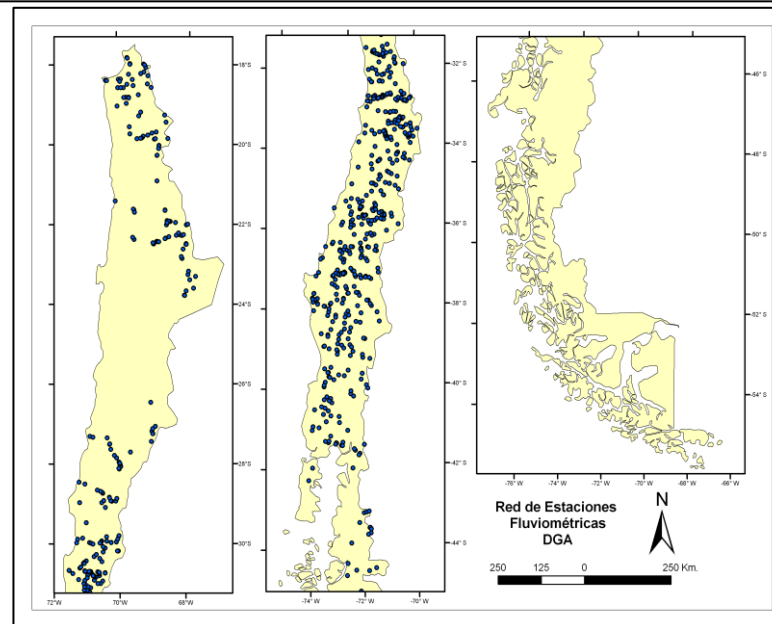 18° S
20° S
22° S
24° S
26° S
28° S
30° S
72° W 70° W 68° W
32° S
34° S
36° S
38° S
40° S
42° S
44° S
-74° W -72° W -70° W
46° S
48° S
50° S
52° S
54° S
-76° W -74° W -72° W -70° W -68° W -66° W
Red de Estaciones
Fluviométricas
DGA
N
250 125 0 250 Km.